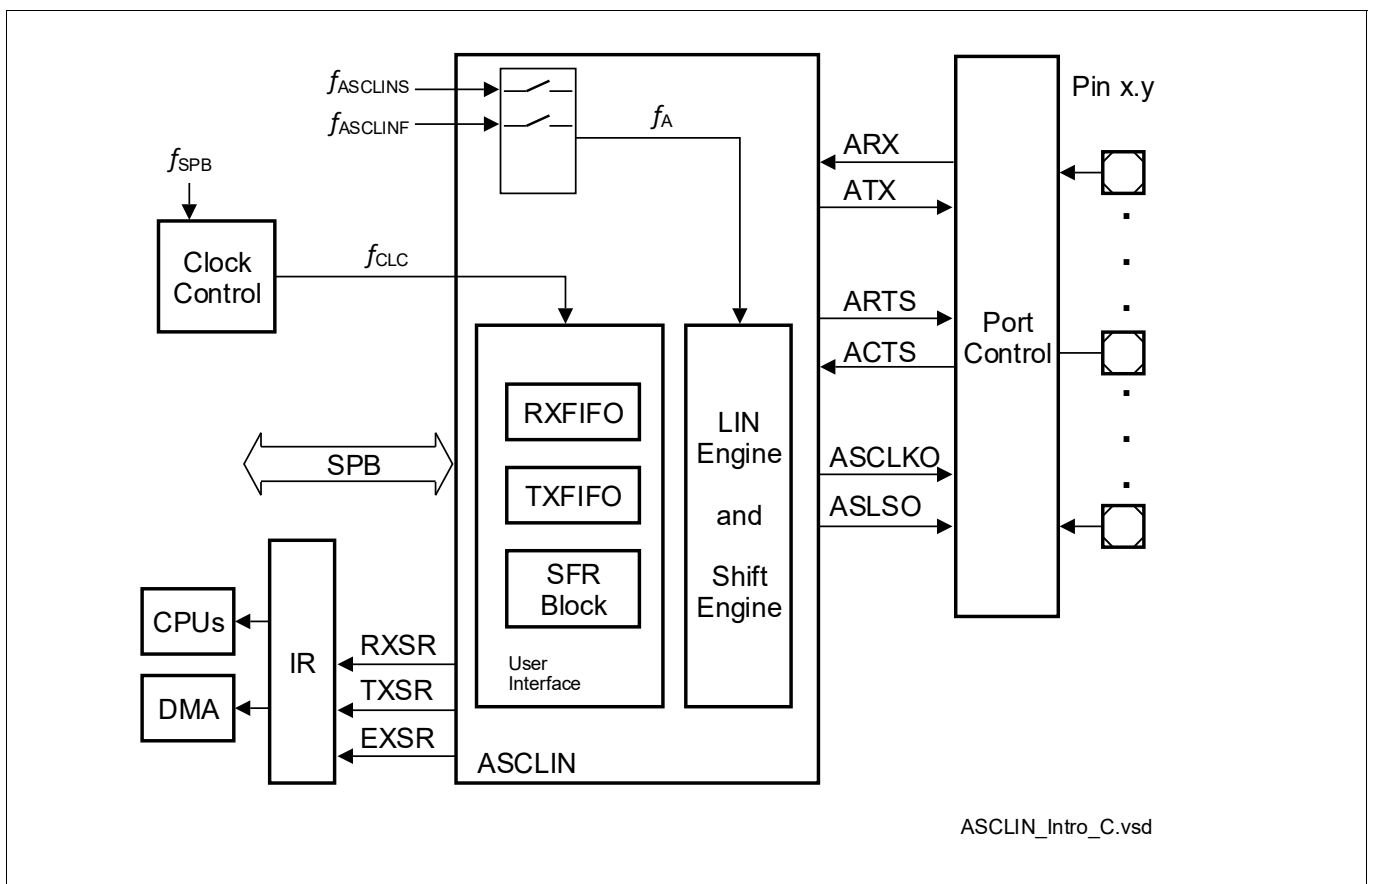 fASCLINS
fASCLINF
fA
Pin x.y
fSPB
ARX
ATX
Clock
Control
fCLC
ARTS
ACTS
Port
Control
RXFIFO
TXFIFO
SFR
Block
User
Interface
LIN
Engine
and
Shift
Engine
ASCLKO
ASLSO
SPB
CPUs
DMA
IR
RXSR
TXSR
EXSR
ASCLIN
ASCLIN_Intro_C.vsd